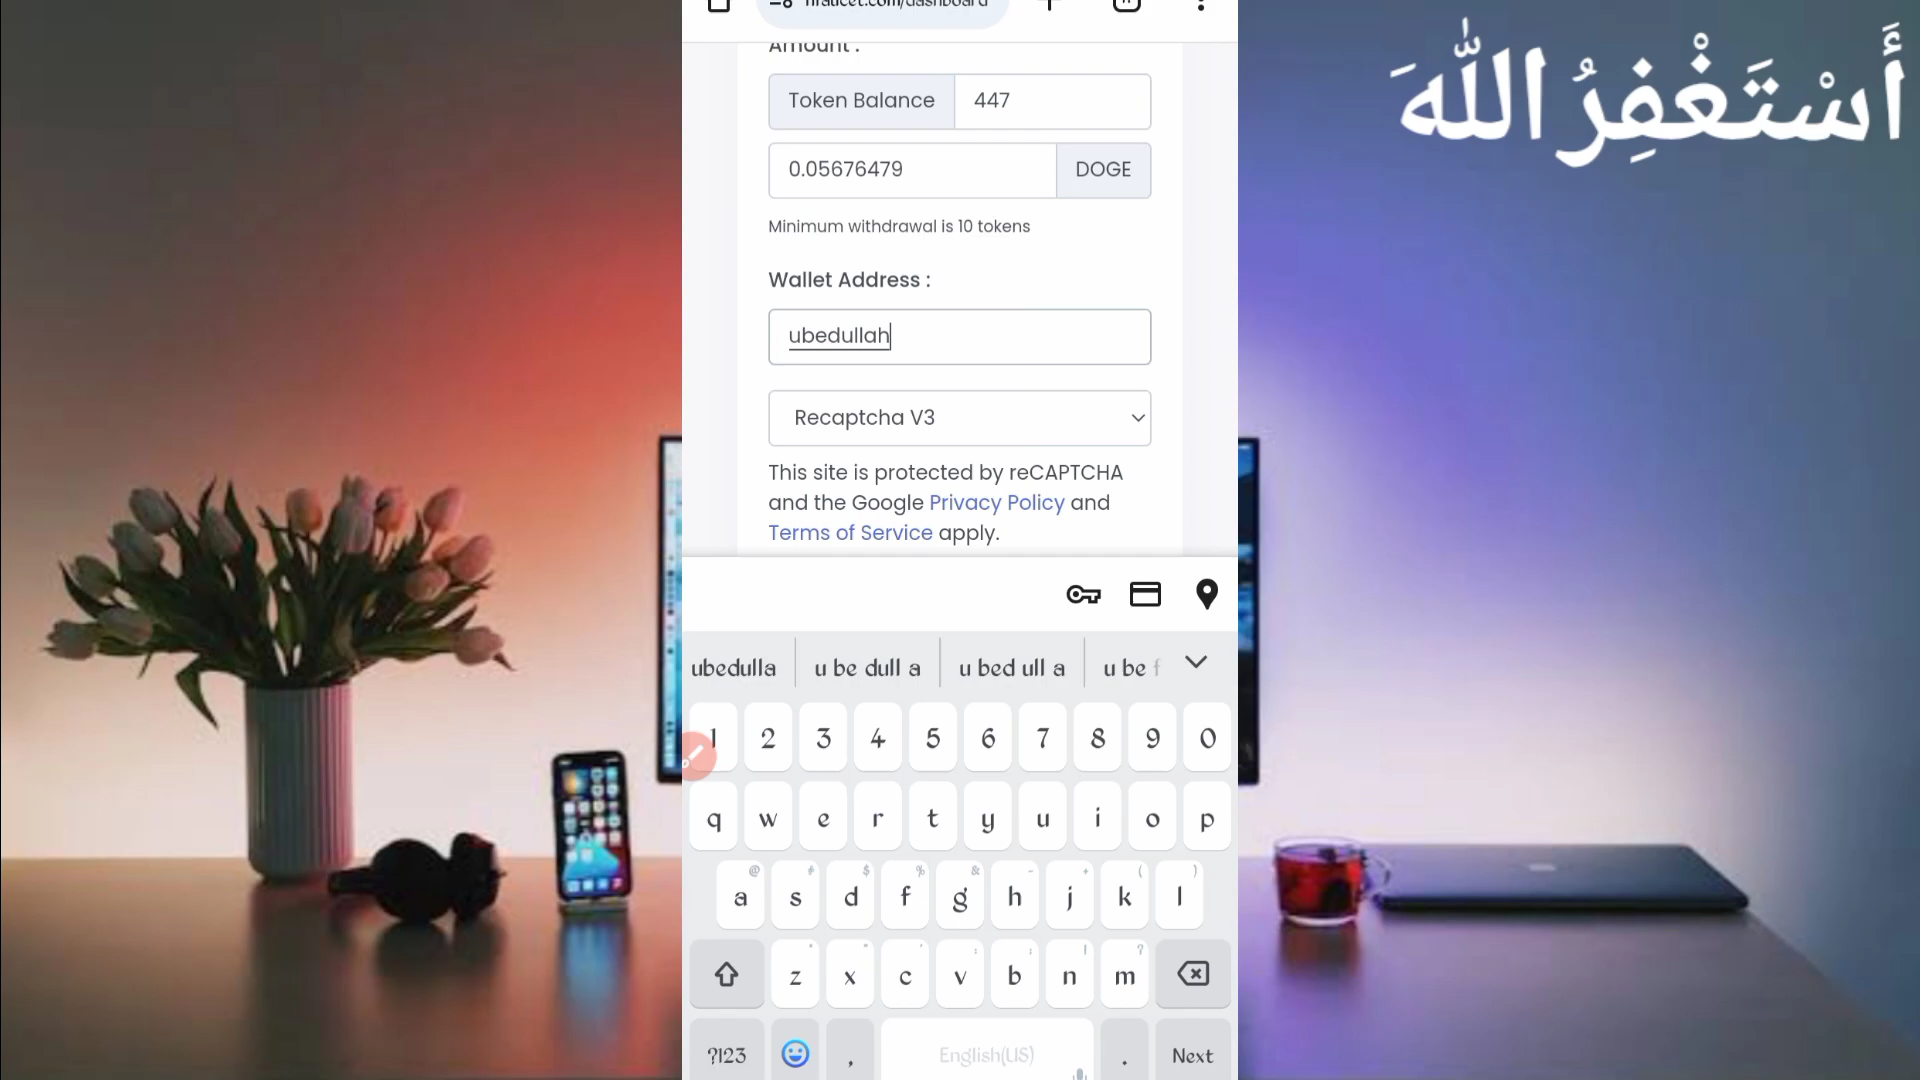 أَسْتَغْفِرُ اللّٰهَ
Amount :
Token Balance 447
0.05676479 DOGE
Minimum withdrawal is 10 tokens
Wallet Address :
ubedullah
Recaptcha V3
This site is protected by reCAPTCHA
and the Google Privacy Policy and
Terms of Service apply.
ubedulla u be dull a u bed ull a u be
1 2 3 4 5 6 7 8 9 0
q w e r t y u i o p
a s d f g h j k l
z x c v b n m
?123 , English(US) . Next